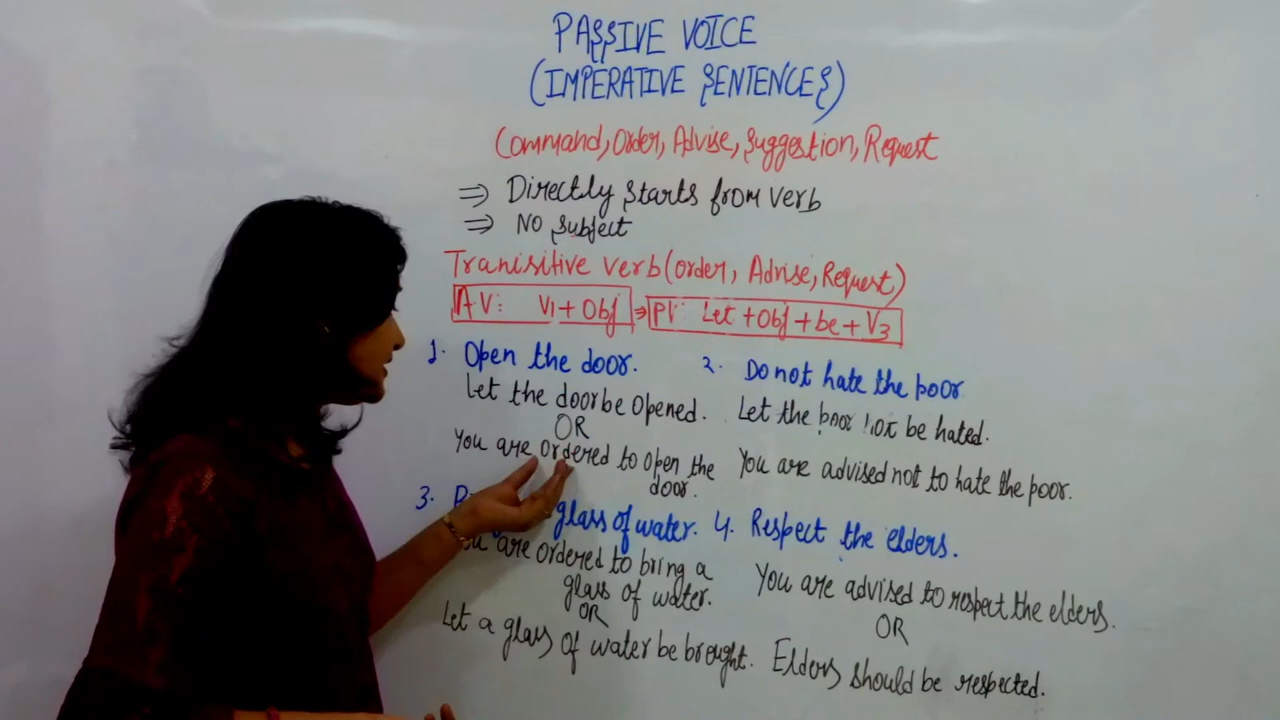 PASSIVE VOICE
(IMPERATIVE SENTENCES)
Command, Order, Advise, Suggestion, Request
⇒ Directly starts from verb
⇒ NO subject
Tranisitive verb (order, Advise, Request)
AV: V1 + Obj ⇒ PV: Let + Obj + be + V3
1. Open the door.
Let the door be opened.
OR
You are ordered to open the
door.
2. Do not hate the poor
Let the poor not be hated.
You are advised not to hate the poor.
3. glass of water.
are ordered to bring a
glass of water.
OR
Let a glass of water be brought.
4. Respect the elders.
You are advised to respect the elders.
OR
Elders should be respected.